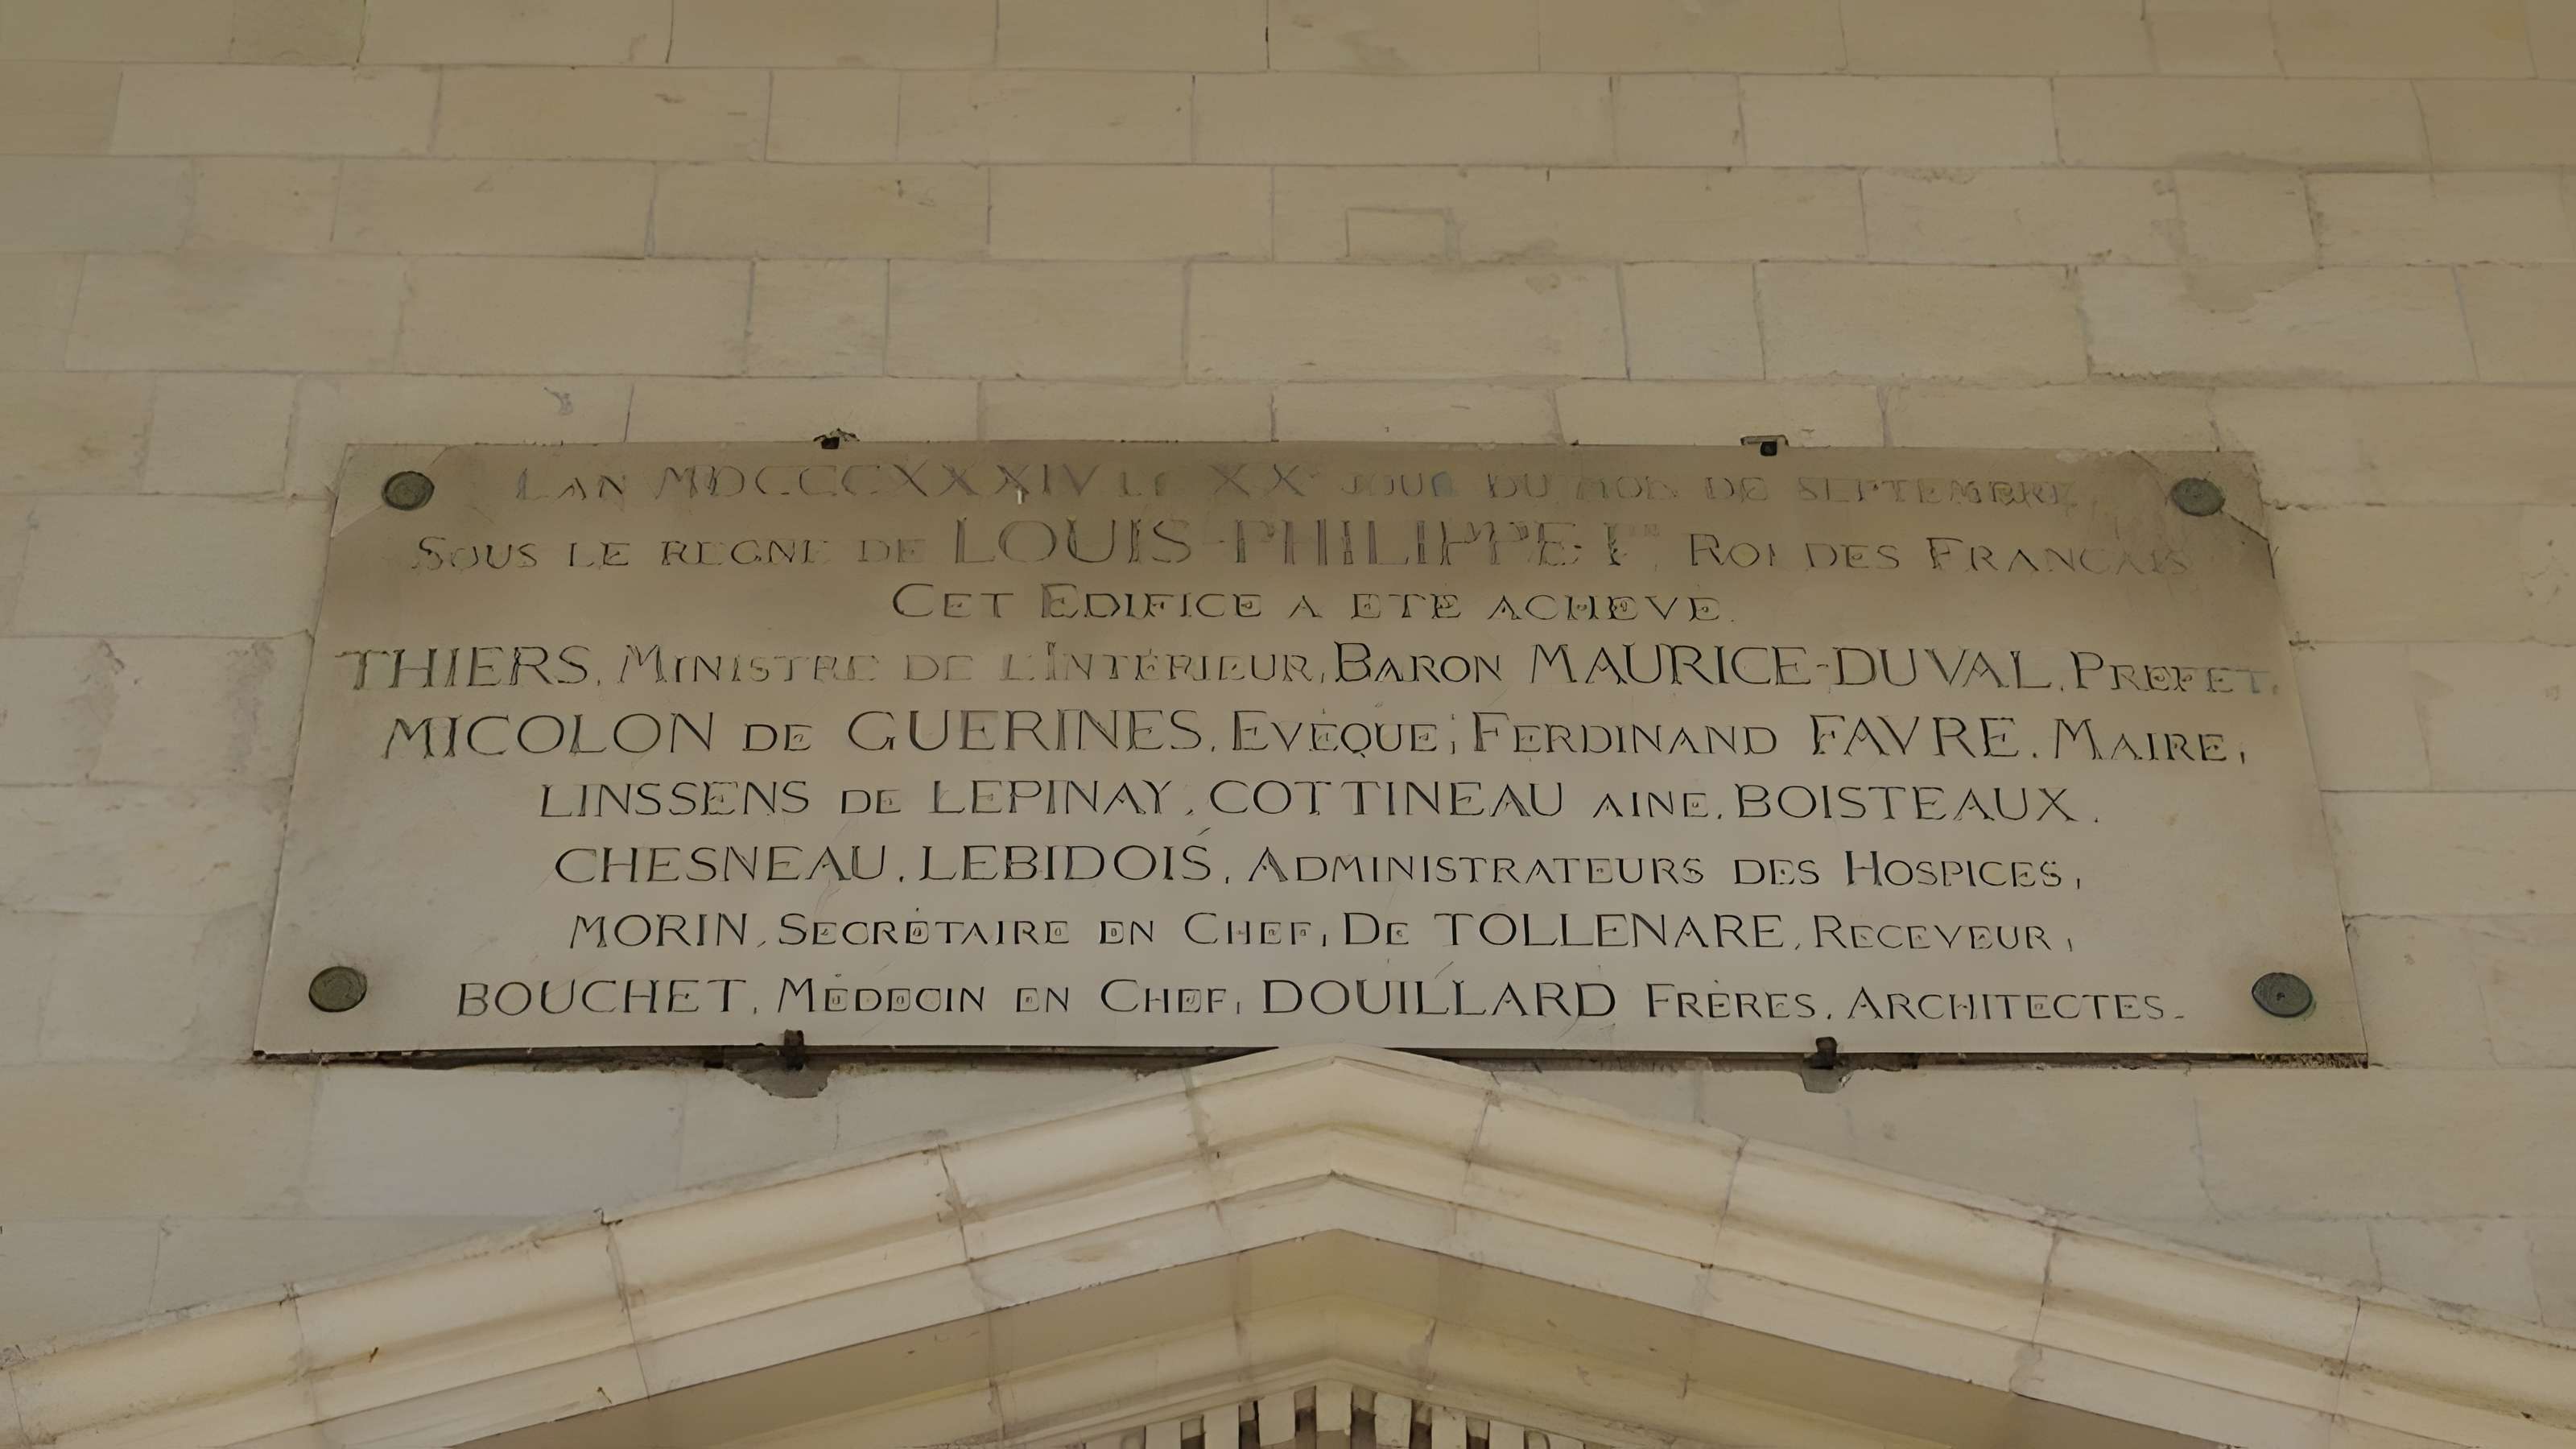 LAN MDCCCXXXIV LE XXe JOUR DU MOIS DE SEPTEMBRE,
SOUS LE REGNE DE LOUIS-PHILIPPE Ier, ROI DES FRANCAIS
CET EDIFICE A ETE ACHEVE.
THIERS, MINISTRE DE L'INTÉRIEUR, BARON MAURICE-DUVAL, PREFET,
MICOLON DE GUERINES, EVÊQUE, FERDINAND FAVRE, MAIRE,
LINSSENS DE LEPINAY, COTTINEAU AINE, BOISTEAUX,
CHESNEAU, LEBIDOIS, ADMINISTRATEURS DES HOSPICES,
MORIN, SECRÉTAIRE EN CHEF, DE TOLLENARE, RECEVEUR,
BOUCHET, MÉDECIN EN CHEF, DOUILLARD FRÈRES, ARCHITECTES.